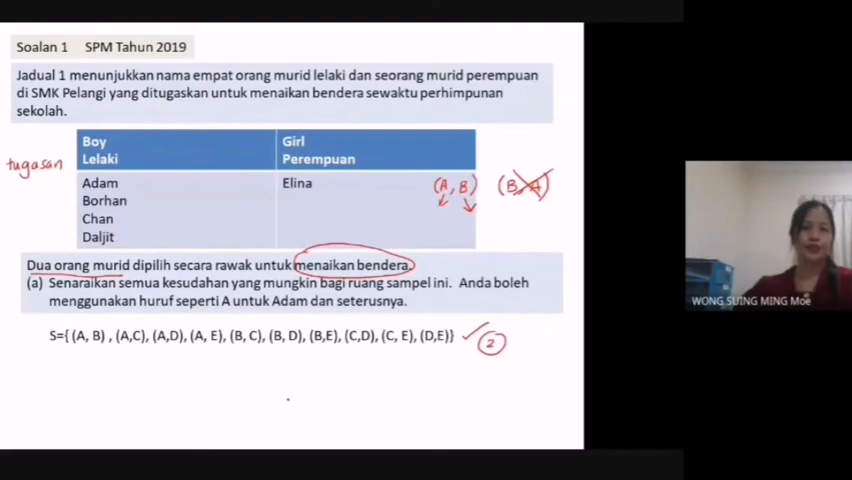 Soalan 1 SPM Tahun 2019
Jadual 1 menunjukkan nama empat orang murid lelaki dan seorang murid perempuan
di SMK Pelangi yang ditugaskan untuk menaikan bendera sewaktu perhimpunan
sekolah.
tugasan
Boy Girl
Lelaki Perempuan
Adam Elina (A, B) (B, A)
Borhan
Chan
Daljit
Dua orang murid dipilih secara rawak untuk menaikan bendera.
(a) Senaraikan semua kesudahan yang mungkin bagi ruang sampel ini. Anda boleh
menggunakan huruf seperti A untuk Adam dan seterusnya.
S={ (A, B) , (A,C), (A,D), (A, E), (B, C), (B, D), (B,E), (C,D), (C, E), (D,E)} 2
WONG SUING MING Moe